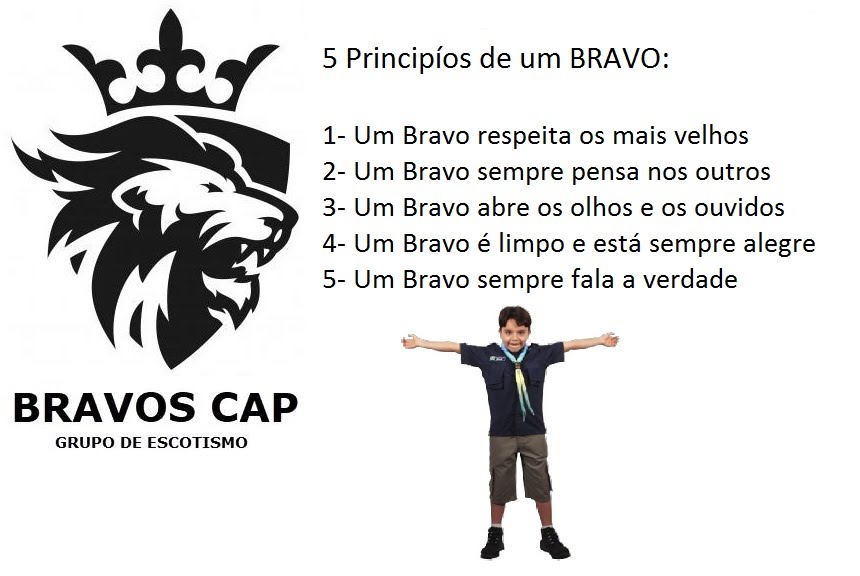 5 Principíos de um BRAVO:
1- Um Bravo respeita os mais velhos
2- Um Bravo sempre pensa nos outros
3- Um Bravo abre os olhos e os ouvidos
4- Um Bravo é limpo e está sempre alegre
5- Um Bravo sempre fala a verdade
BRAVOS CAP
GRUPO DE ESCOTISMO